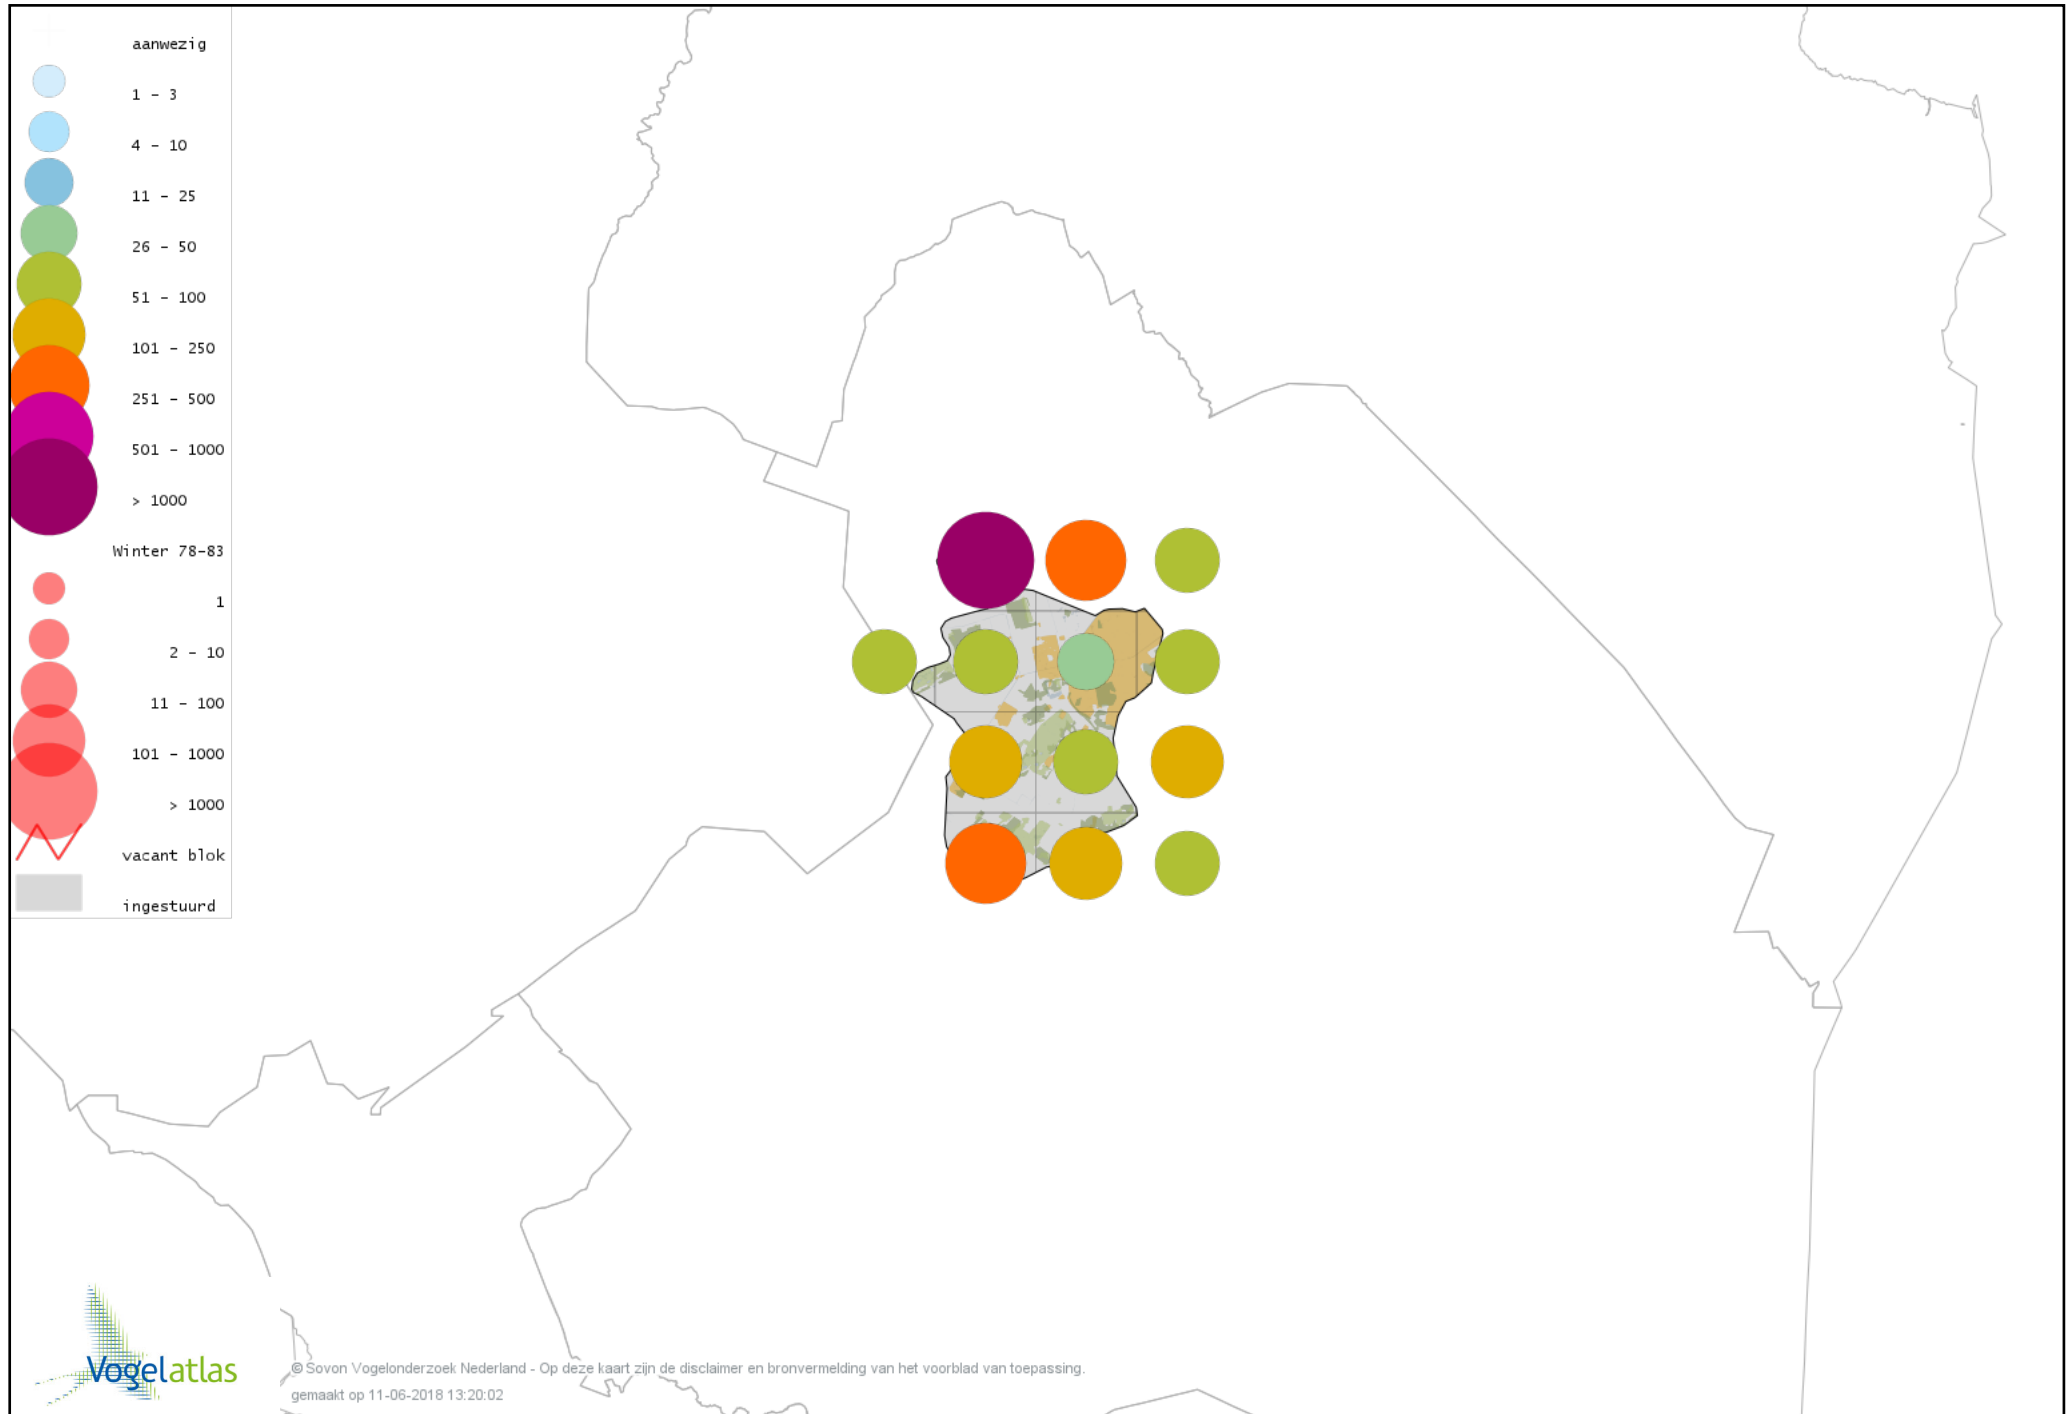 aanwezig
1 - 3
4 - 10
11 - 25
26 - 50
51 - 100
101 - 250
251 - 500
501 - 1000
> 1000
Winter 78-83
1
2 - 10
11 - 100
101 - 1000
> 1000
vacant blok
ingestuurd
Vogelatlas
© Sovon Vogelonderzoek Nederland - Op deze kaart zijn de disclaimer en bronvermelding van het voorblad van toepassing.
gemaakt op 11-06-2018 13:20:02